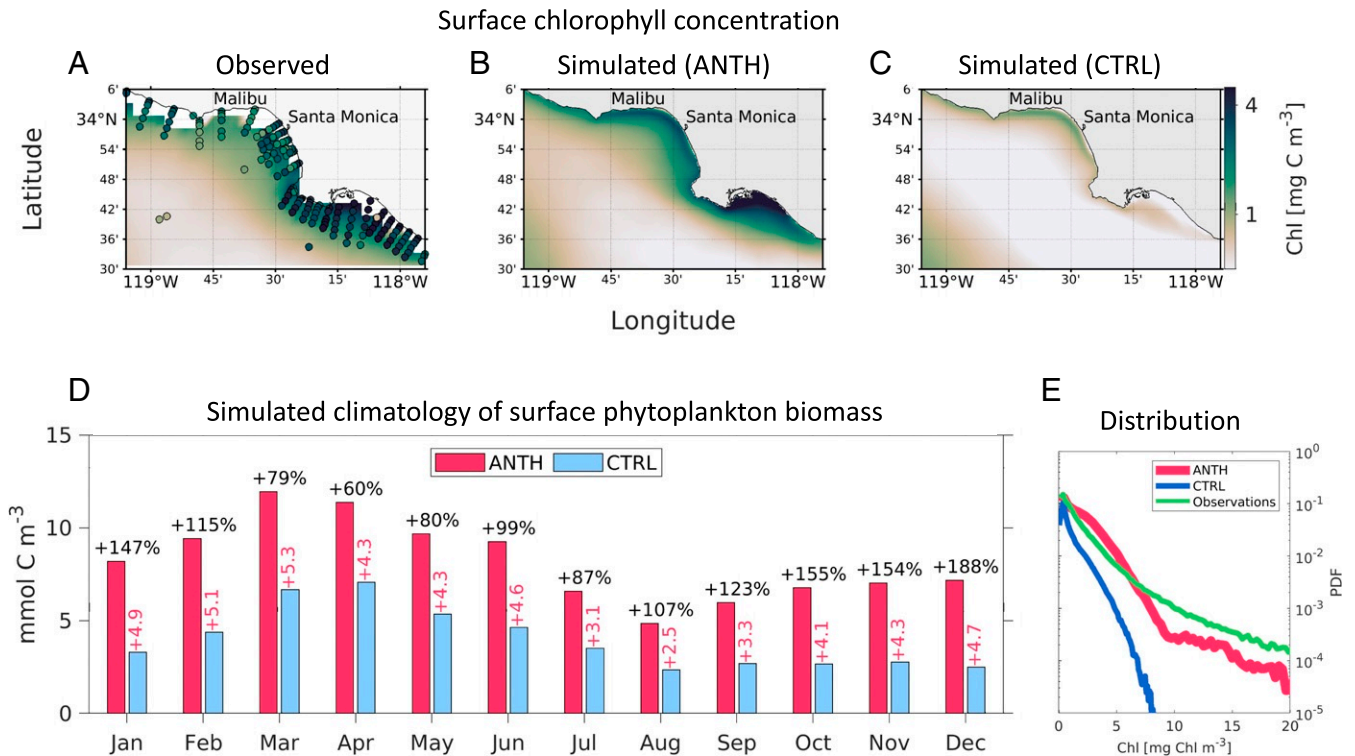 Surface chlorophyll concentration
A Observed
B Simulated (ANTH)
C Simulated (CTRL)
Latitude
6'
34°N
54'
48'
42'
36'
30'
Malibu
Santa Monica
119°W 45' 30' 15' 118°W
6'
34°N
54'
48'
42'
36'
30'
Malibu
Santa Monica
119°W 45' 30' 15' 118°W
6'
34°N
54'
48'
42'
36'
30'
Malibu
Santa Monica
119°W 45' 30' 15' 118°W
4
1
Chl [mg C m-3]
Longitude
D
Simulated climatology of surface phytoplankton biomass
mmol C m-3
15
10
5
0
ANTH CTRL
+147% +115% +79% +60% +80% +99% +87% +107% +123% +155% +154% +188%
+4.9 +5.1 +5.3 +4.3 +4.3 +4.6 +3.1 +2.5 +3.3 +4.1 +4.3 +4.7
Jan Feb Mar Apr May Jun Jul Aug Sep Oct Nov Dec
E
Distribution
ANTH
CTRL
Observations
10^0
10^-1
10^-2
10^-3
10^-4
10^-5
PDF
0 5 10 15 20
Chl [mg Chl m-3]